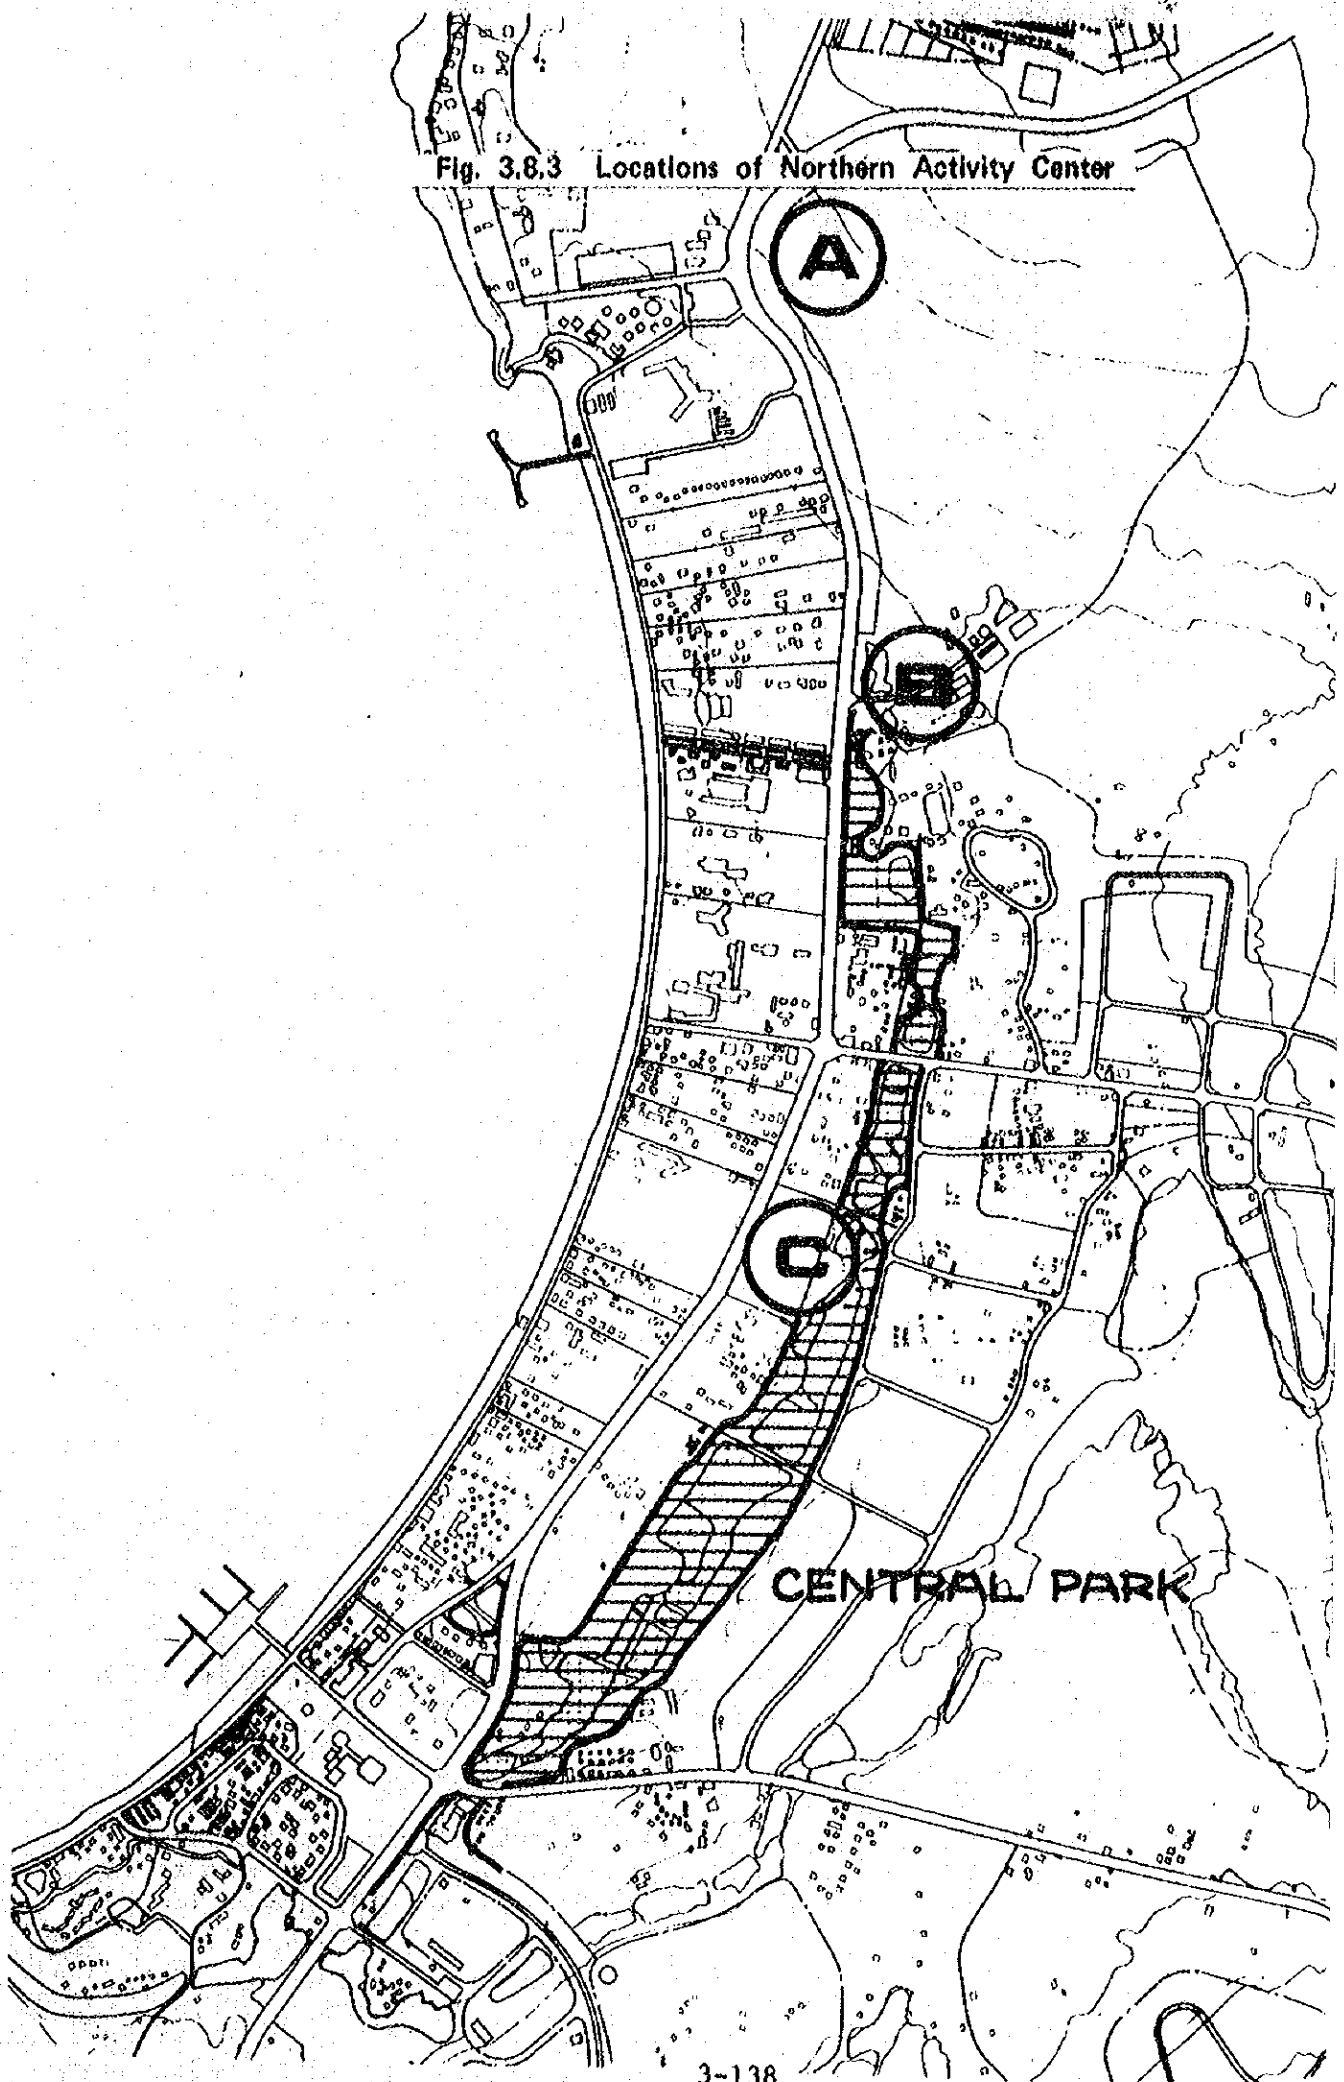 Fig. 3.8.3 Locations of Northern Activity Center
A
B
C
CENTRAL PARK
3-138